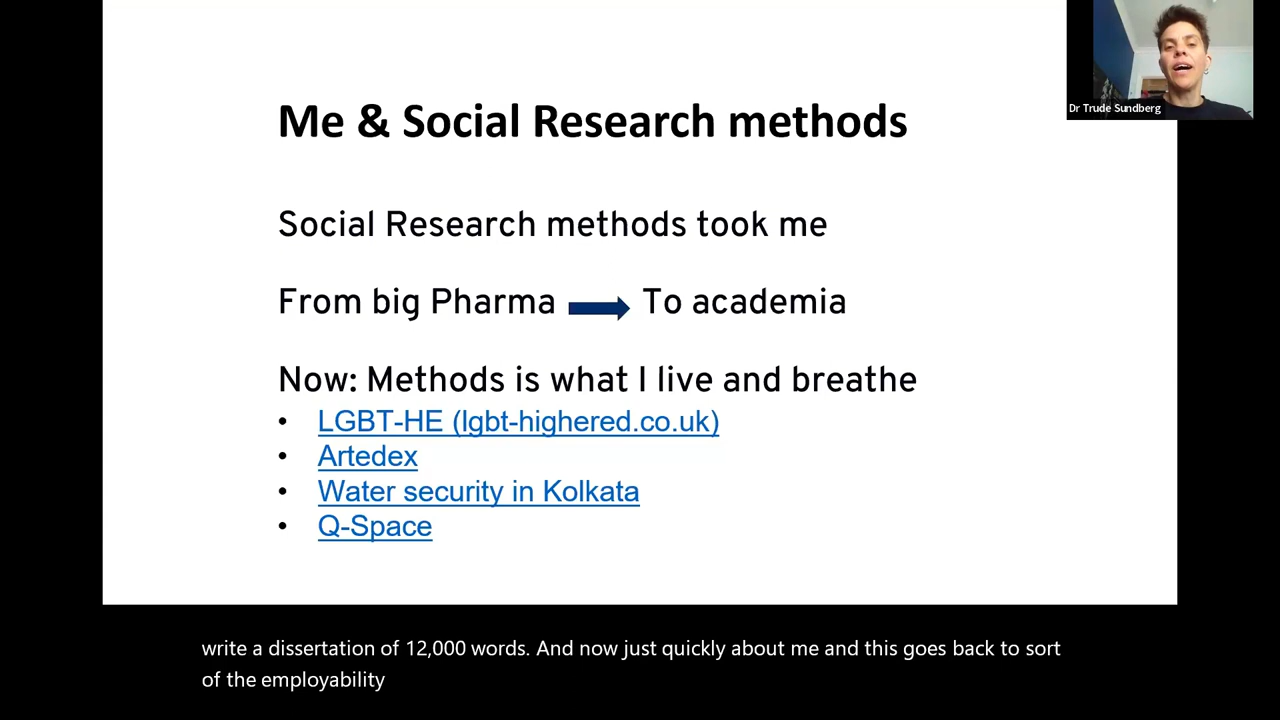 Dr Trude Sundberg
Me & Social Research methods
Social Research methods took me
From big Pharma To academia
Now: Methods is what I live and breathe
• LGBT-HE (lgbt-highered.co.uk)
• Artedex
• Water security in Kolkata
• Q-Space
write a dissertation of 12,000 words. And now just quickly about me and this goes back to sort
of the employability